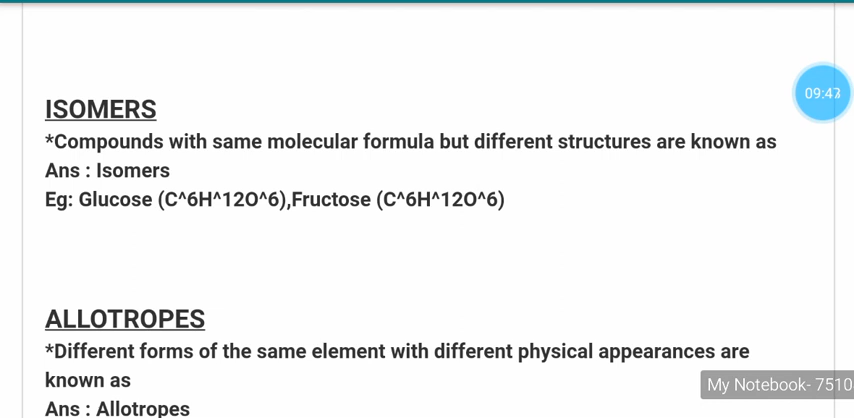 ISOMERS
*Compounds with same molecular formula but different structures are known as
Ans : Isomers
Eg: Glucose (C^6H^12O^6),Fructose (C^6H^12O^6)
ALLOTROPES
*Different forms of the same element with different physical appearances are
known as
Ans : Allotropes
My Notebook- 7510